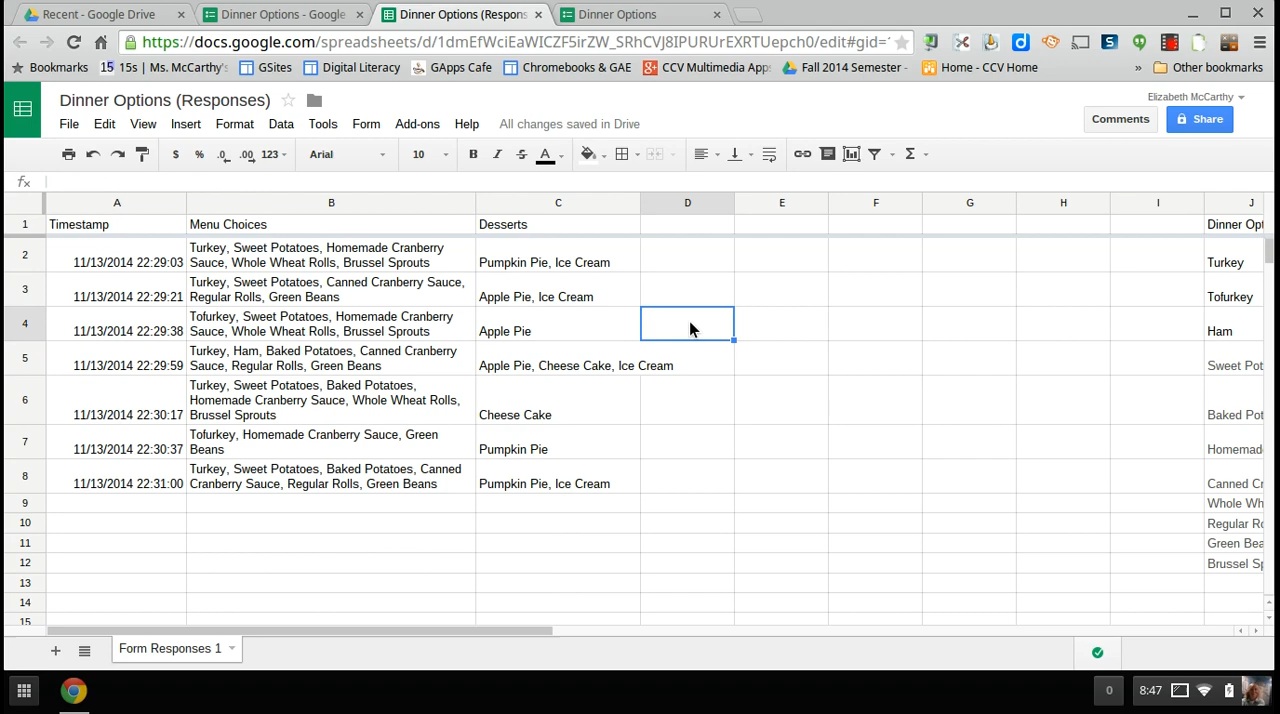 Recent - Google Drive × Dinner Options - Google × Dinner Options (Respons × Dinner Options ×
https://docs.google.com/spreadsheets/d/1dmEfWciEaWICZF5irZW_SRhCVJ8IPURUrEXRTUepch0/edit#gid=
Bookmarks 15 15s | Ms. McCarthy' GSites Digital Literacy GApps Cafe Chromebooks & GAE CCV Multimedia App Fall 2014 Semester - Home - CCV Home » Other bookmarks
Dinner Options (Responses) Elizabeth McCarthy
File Edit View Insert Format Data Tools Form Add-ons Help All changes saved in Drive Comments Share
$ % .0 .00 123 Arial 10 B I S A Σ
fx
A B C D E F G H I J
1 Timestamp Menu Choices Desserts Dinner Opt
Turkey, Sweet Potatoes, Homemade Cranberry
2 11/13/2014 22:29:03 Sauce, Whole Wheat Rolls, Brussel Sprouts Pumpkin Pie, Ice Cream Turkey
Turkey, Sweet Potatoes, Canned Cranberry Sauce,
3 11/13/2014 22:29:21 Regular Rolls, Green Beans Apple Pie, Ice Cream Tofurkey
Tofurkey, Sweet Potatoes, Homemade Cranberry
4 11/13/2014 22:29:38 Sauce, Whole Wheat Rolls, Brussel Sprouts Apple Pie Ham
Turkey, Ham, Baked Potatoes, Canned Cranberry
5 11/13/2014 22:29:59 Sauce, Regular Rolls, Green Beans Apple Pie, Cheese Cake, Ice Cream Sweet Pot
Turkey, Sweet Potatoes, Baked Potatoes,
Homemade Cranberry Sauce, Whole Wheat Rolls,
6 11/13/2014 22:30:17 Brussel Sprouts Cheese Cake Baked Pot
Tofurkey, Homemade Cranberry Sauce, Green
7 11/13/2014 22:30:37 Beans Pumpkin Pie Homemad
Turkey, Sweet Potatoes, Baked Potatoes, Canned
8 11/13/2014 22:31:00 Cranberry Sauce, Regular Rolls, Green Beans Pumpkin Pie, Ice Cream Canned Cr
9 Whole Wh
10 Regular Ro
11 Green Bea
12 Brussel Sp
13
14
15
+ Form Responses 1
0 8:47